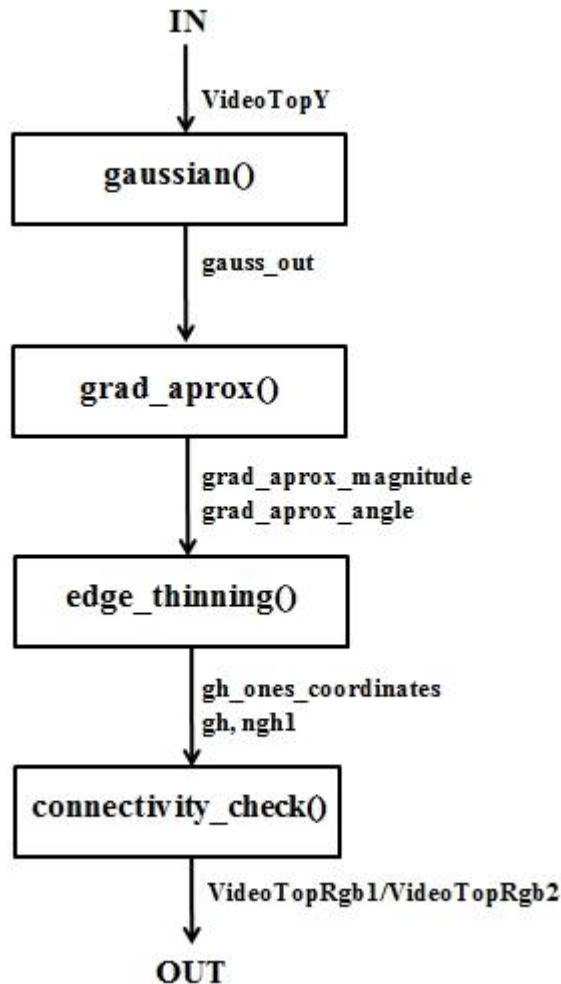 IN
VideoTopY
gaussian()
gauss_out
grad_aprox()
grad_aprox_magnitude
grad_aprox_angle
edge_thinning()
gh_ones_coordinates
gh, ngh1
connectivity_check()
VideoTopRgb1/VideoTopRgb2
OUT